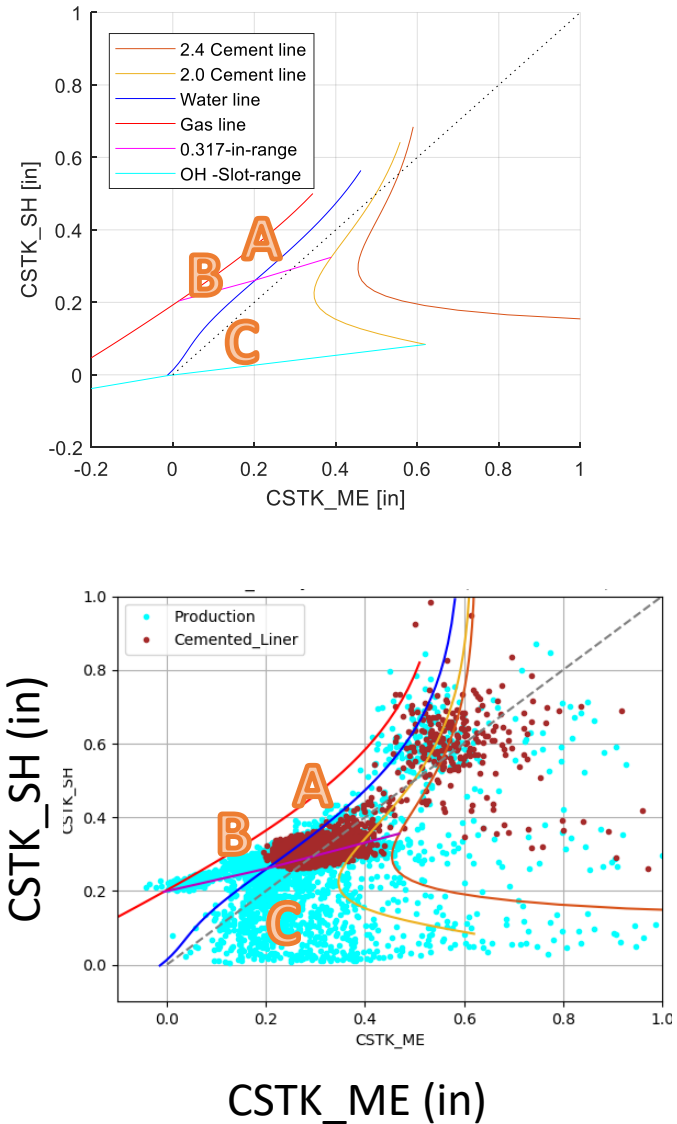 1
0.8
0.6
0.4
0.2
0
-0.2
-0.2 0 0.2 0.4 0.6 0.8 1
CSTK_SH [in]
CSTK_ME [in]
2.4 Cement line
2.0 Cement line
Water line
Gas line
0.317-in-range
OH -Slot-range
A
B
C
1.0
0.8
0.6
0.4
0.2
0.0
0.0 0.2 0.4 0.6 0.8 1.0
Production
Cemented_Liner
A
B
C
CSTK_SH (in)
CSTK_SH
CSTK_ME
CSTK_ME (in)